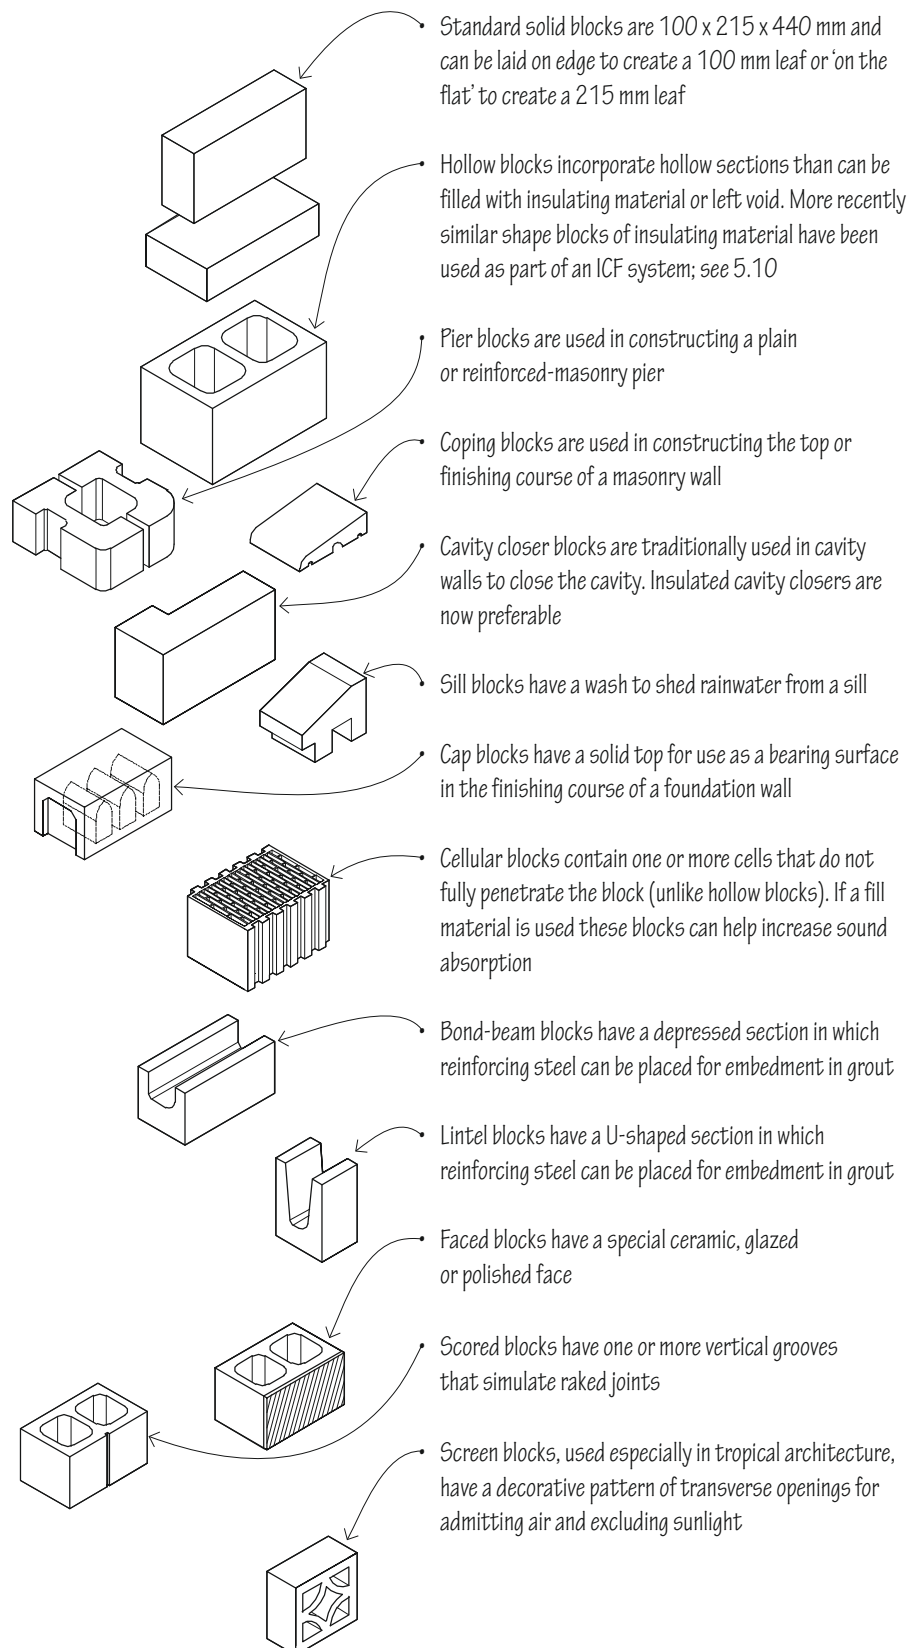 Standard solid blocks are 100 x 215 x 440 mm and
can be laid on edge to create a 100 mm leaf or ‘on the
flat’ to create a 215 mm leaf
Hollow blocks incorporate hollow sections than can be
filled with insulating material or left void. More recently
similar shape blocks of insulating material have been
used as part of an ICF system; see 5.10
Pier blocks are used in constructing a plain
or reinforced-masonry pier
Coping blocks are used in constructing the top or
finishing course of a masonry wall
Cavity closer blocks are traditionally used in cavity
walls to close the cavity. Insulated cavity closers are
now preferable
Sill blocks have a wash to shed rainwater from a sill
Cap blocks have a solid top for use as a bearing surface
in the finishing course of a foundation wall
Cellular blocks contain one or more cells that do not
fully penetrate the block (unlike hollow blocks). If a fill
material is used these blocks can help increase sound
absorption
Bond-beam blocks have a depressed section in which
reinforcing steel can be placed for embedment in grout
Lintel blocks have a U-shaped section in which
reinforcing steel can be placed for embedment in grout
Faced blocks have a special ceramic, glazed
or polished face
Scored blocks have one or more vertical grooves
that simulate raked joints
Screen blocks, used especially in tropical architecture,
have a decorative pattern of transverse openings for
admitting air and excluding sunlight